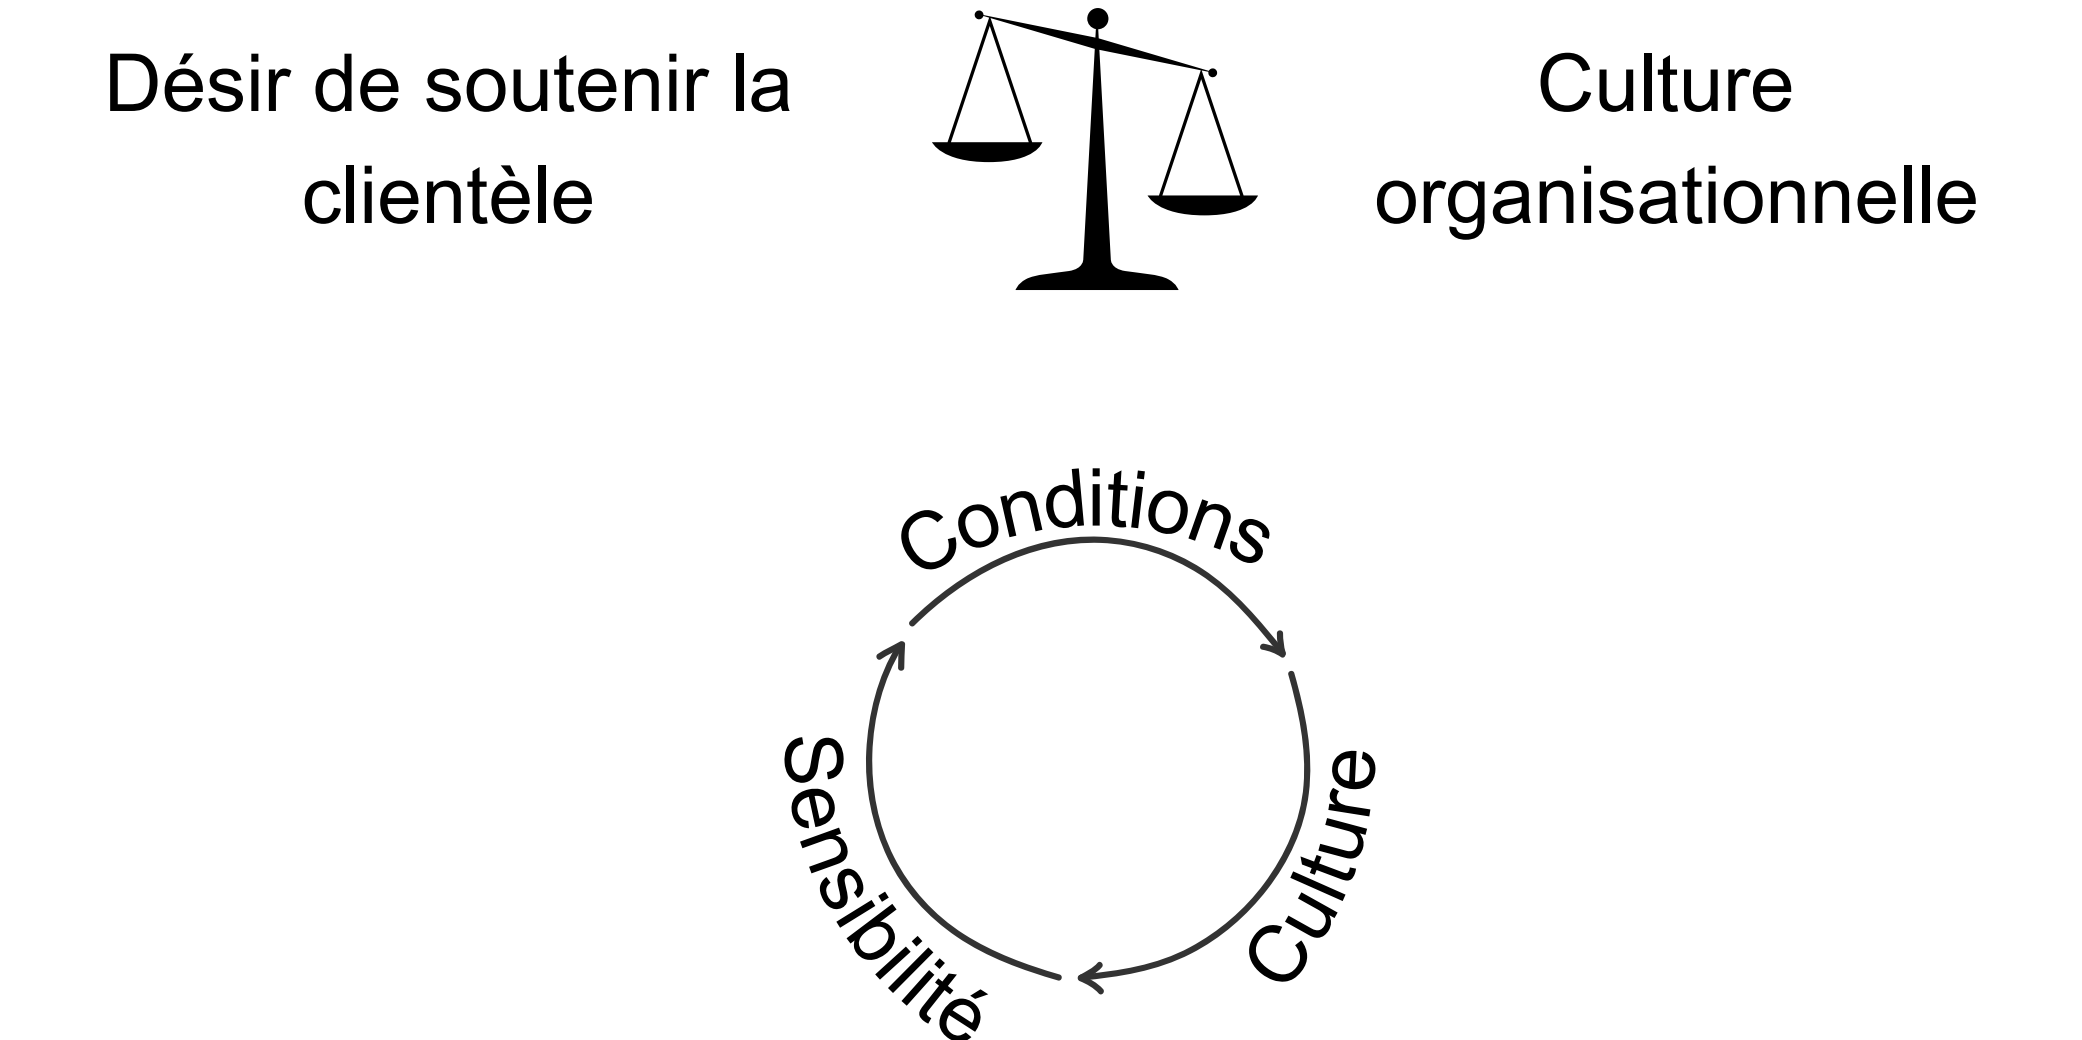 Désir de soutenir la
clientèle
Culture
organisationnelle
Conditions
Culture
Sensibilité